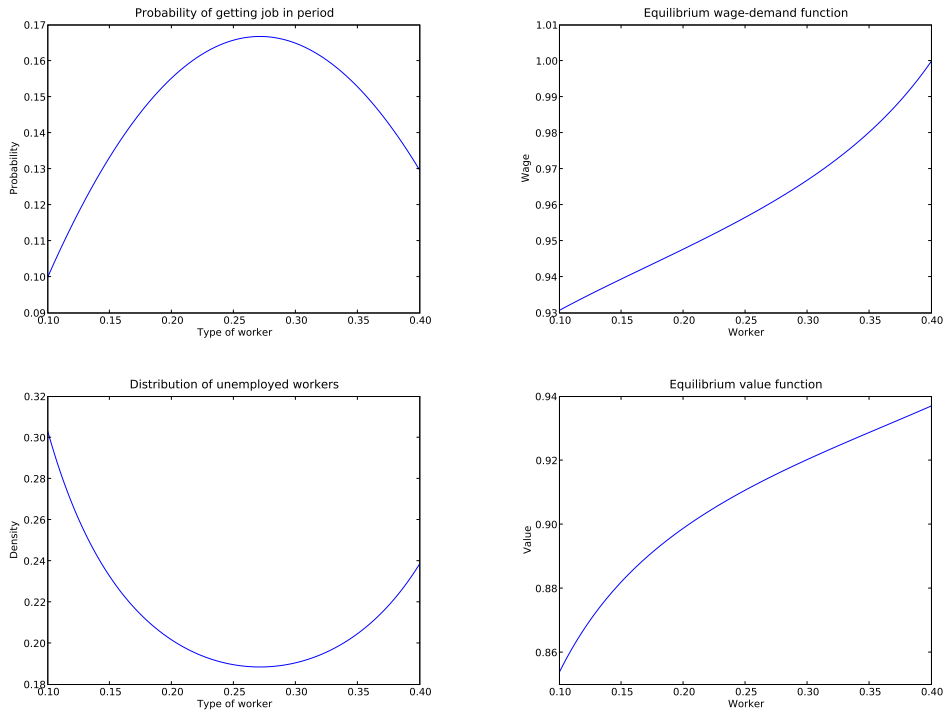 Probability of getting job in period
0.17
0.16
0.15
0.14
0.13
0.12
0.11
0.10
0.09
Probability
0.10 0.15 0.20 0.25 0.30 0.35 0.40
Type of worker
Equilibrium wage-demand function
1.01
1.00
0.99
0.98
0.97
0.96
0.95
0.94
0.93
Wage
0.10 0.15 0.20 0.25 0.30 0.35 0.40
Worker
Distribution of unemployed workers
0.32
0.30
0.28
0.26
0.24
0.22
0.20
0.18
Density
0.10 0.15 0.20 0.25 0.30 0.35 0.40
Type of worker
Equilibrium value function
0.94
0.92
0.90
0.88
0.86
Value
0.10 0.15 0.20 0.25 0.30 0.35 0.40
Worker